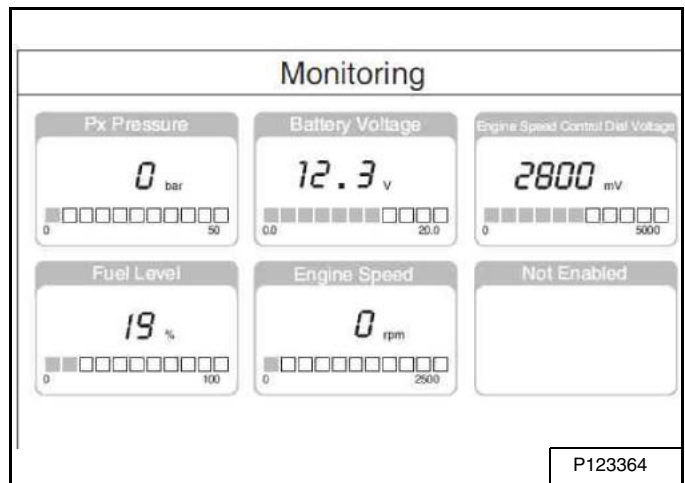 Monitoring
Px Pressure
0 bar
0 50
Battery Voltage
12.3 V
0.0 20.0
Engine Speed Control Dial Voltage
2800 mV
0 5000
Fuel Level
19 %
0 100
Engine Speed
0 rpm
0 2500
Not Enabled
P123364